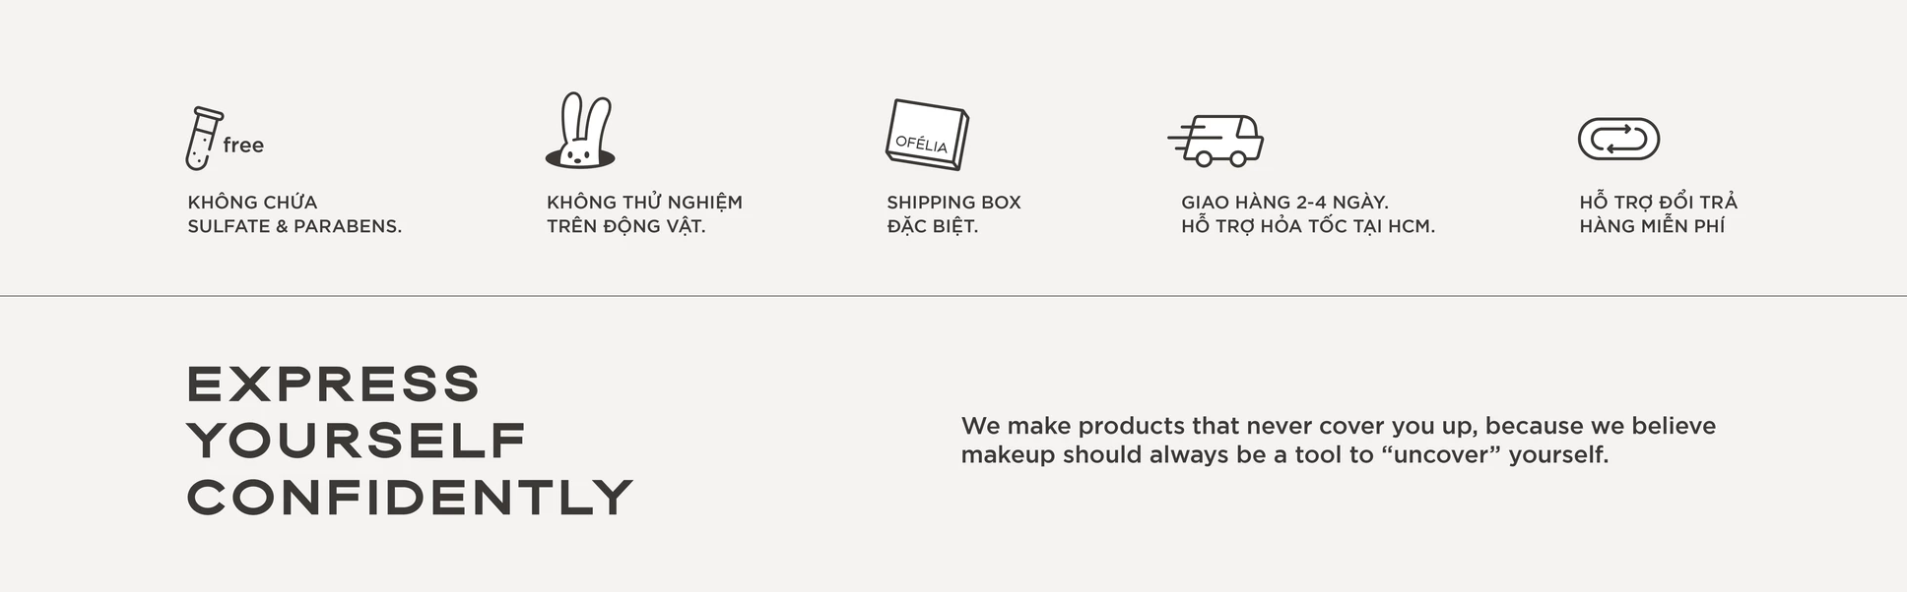 free
KHÔNG CHỨA
SULFATE & PARABENS.
KHÔNG THỬ NGHIỆM
TRÊN ĐỘNG VẬT.
OFÉLIA
SHIPPING BOX
ĐẶC BIỆT.
GIAO HÀNG 2-4 NGÀY.
HỖ TRỢ HỎA TỐC TẠI HCM.
HỖ TRỢ ĐỔI TRẢ
HÀNG MIỄN PHÍ
EXPRESS
YOURSELF
CONFIDENTLY
We make products that never cover you up, because we believe
makeup should always be a tool to “uncover” yourself.